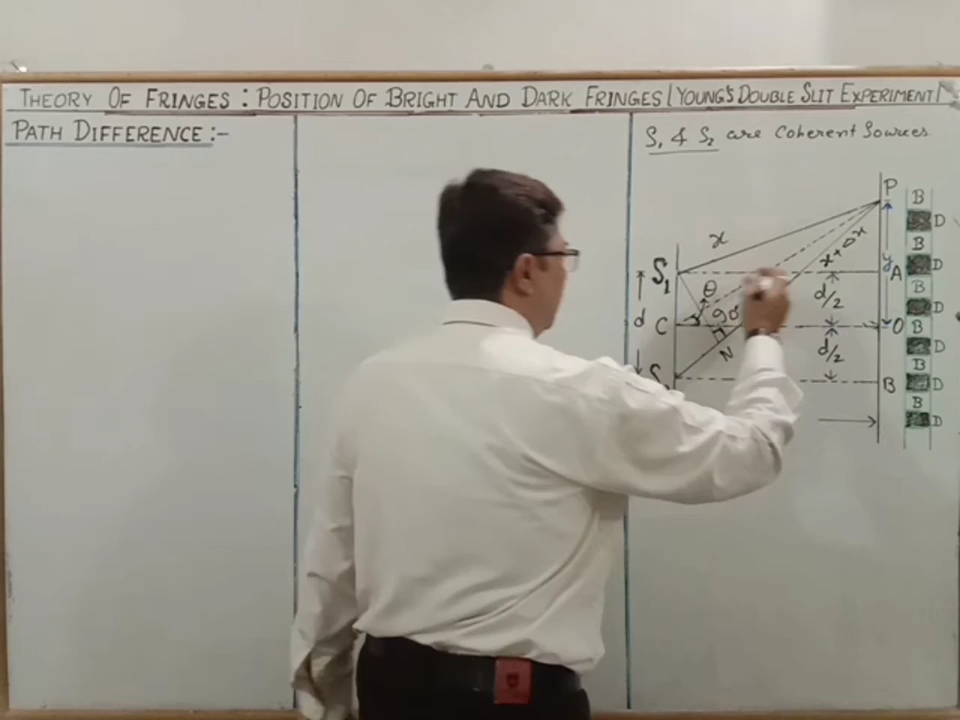 THEORY OF FRINGES : POSITION OF BRIGHT AND DARK FRINGES (YOUNG'S DOUBLE SLIT EXPERIMENT)
PATH DIFFERENCE :-
S₁ & S₂ are Coherent Sources
P
B
D
x
x+Δx
B
y
S₁
θ
A
D
d/2
B
d
C
90°
O
D
B
N
d/2
D
S
B
B
D
B
D